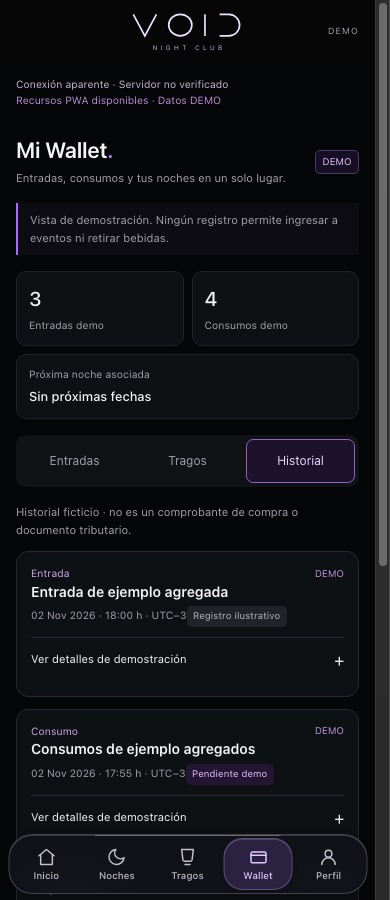 VOID
NIGHT CLUB
DEMO
Conexión aparente · Servidor no verificado
Recursos PWA disponibles · Datos DEMO
Mi Wallet.
DEMO
Entradas, consumos y tus noches en un solo lugar.
Vista de demostración. Ningún registro permite ingresar a
eventos ni retirar bebidas.
3
Entradas demo
4
Consumos demo
Próxima noche asociada
Sin próximas fechas
Entradas
Tragos
Historial
Historial ficticio · no es un comprobante de compra o
documento tributario.
Entrada
DEMO
Entrada de ejemplo agregada
02 Nov 2026 · 18:00 h · UTC−3
Registro ilustrativo
Ver detalles de demostración
+
Consumo
DEMO
Consumos de ejemplo agregados
02 Nov 2026 · 17:55 h · UTC−3
Pendiente demo
Ver detalles de demostración
+
Inicio
Noches
Tragos
Wallet
Perfil